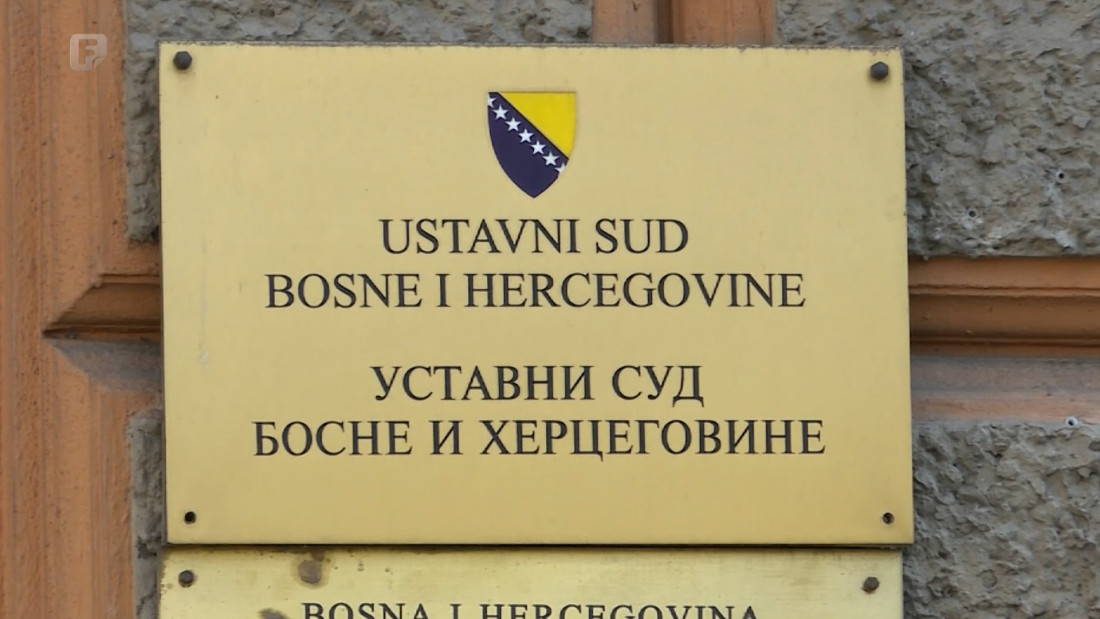 F
USTAVNI SUD
BOSNE I HERCEGOVINE
УСТАВНИ СУД
БОСНЕ И ХЕРЦЕГОВИНЕ
BOSNA I HERCEGOVINA